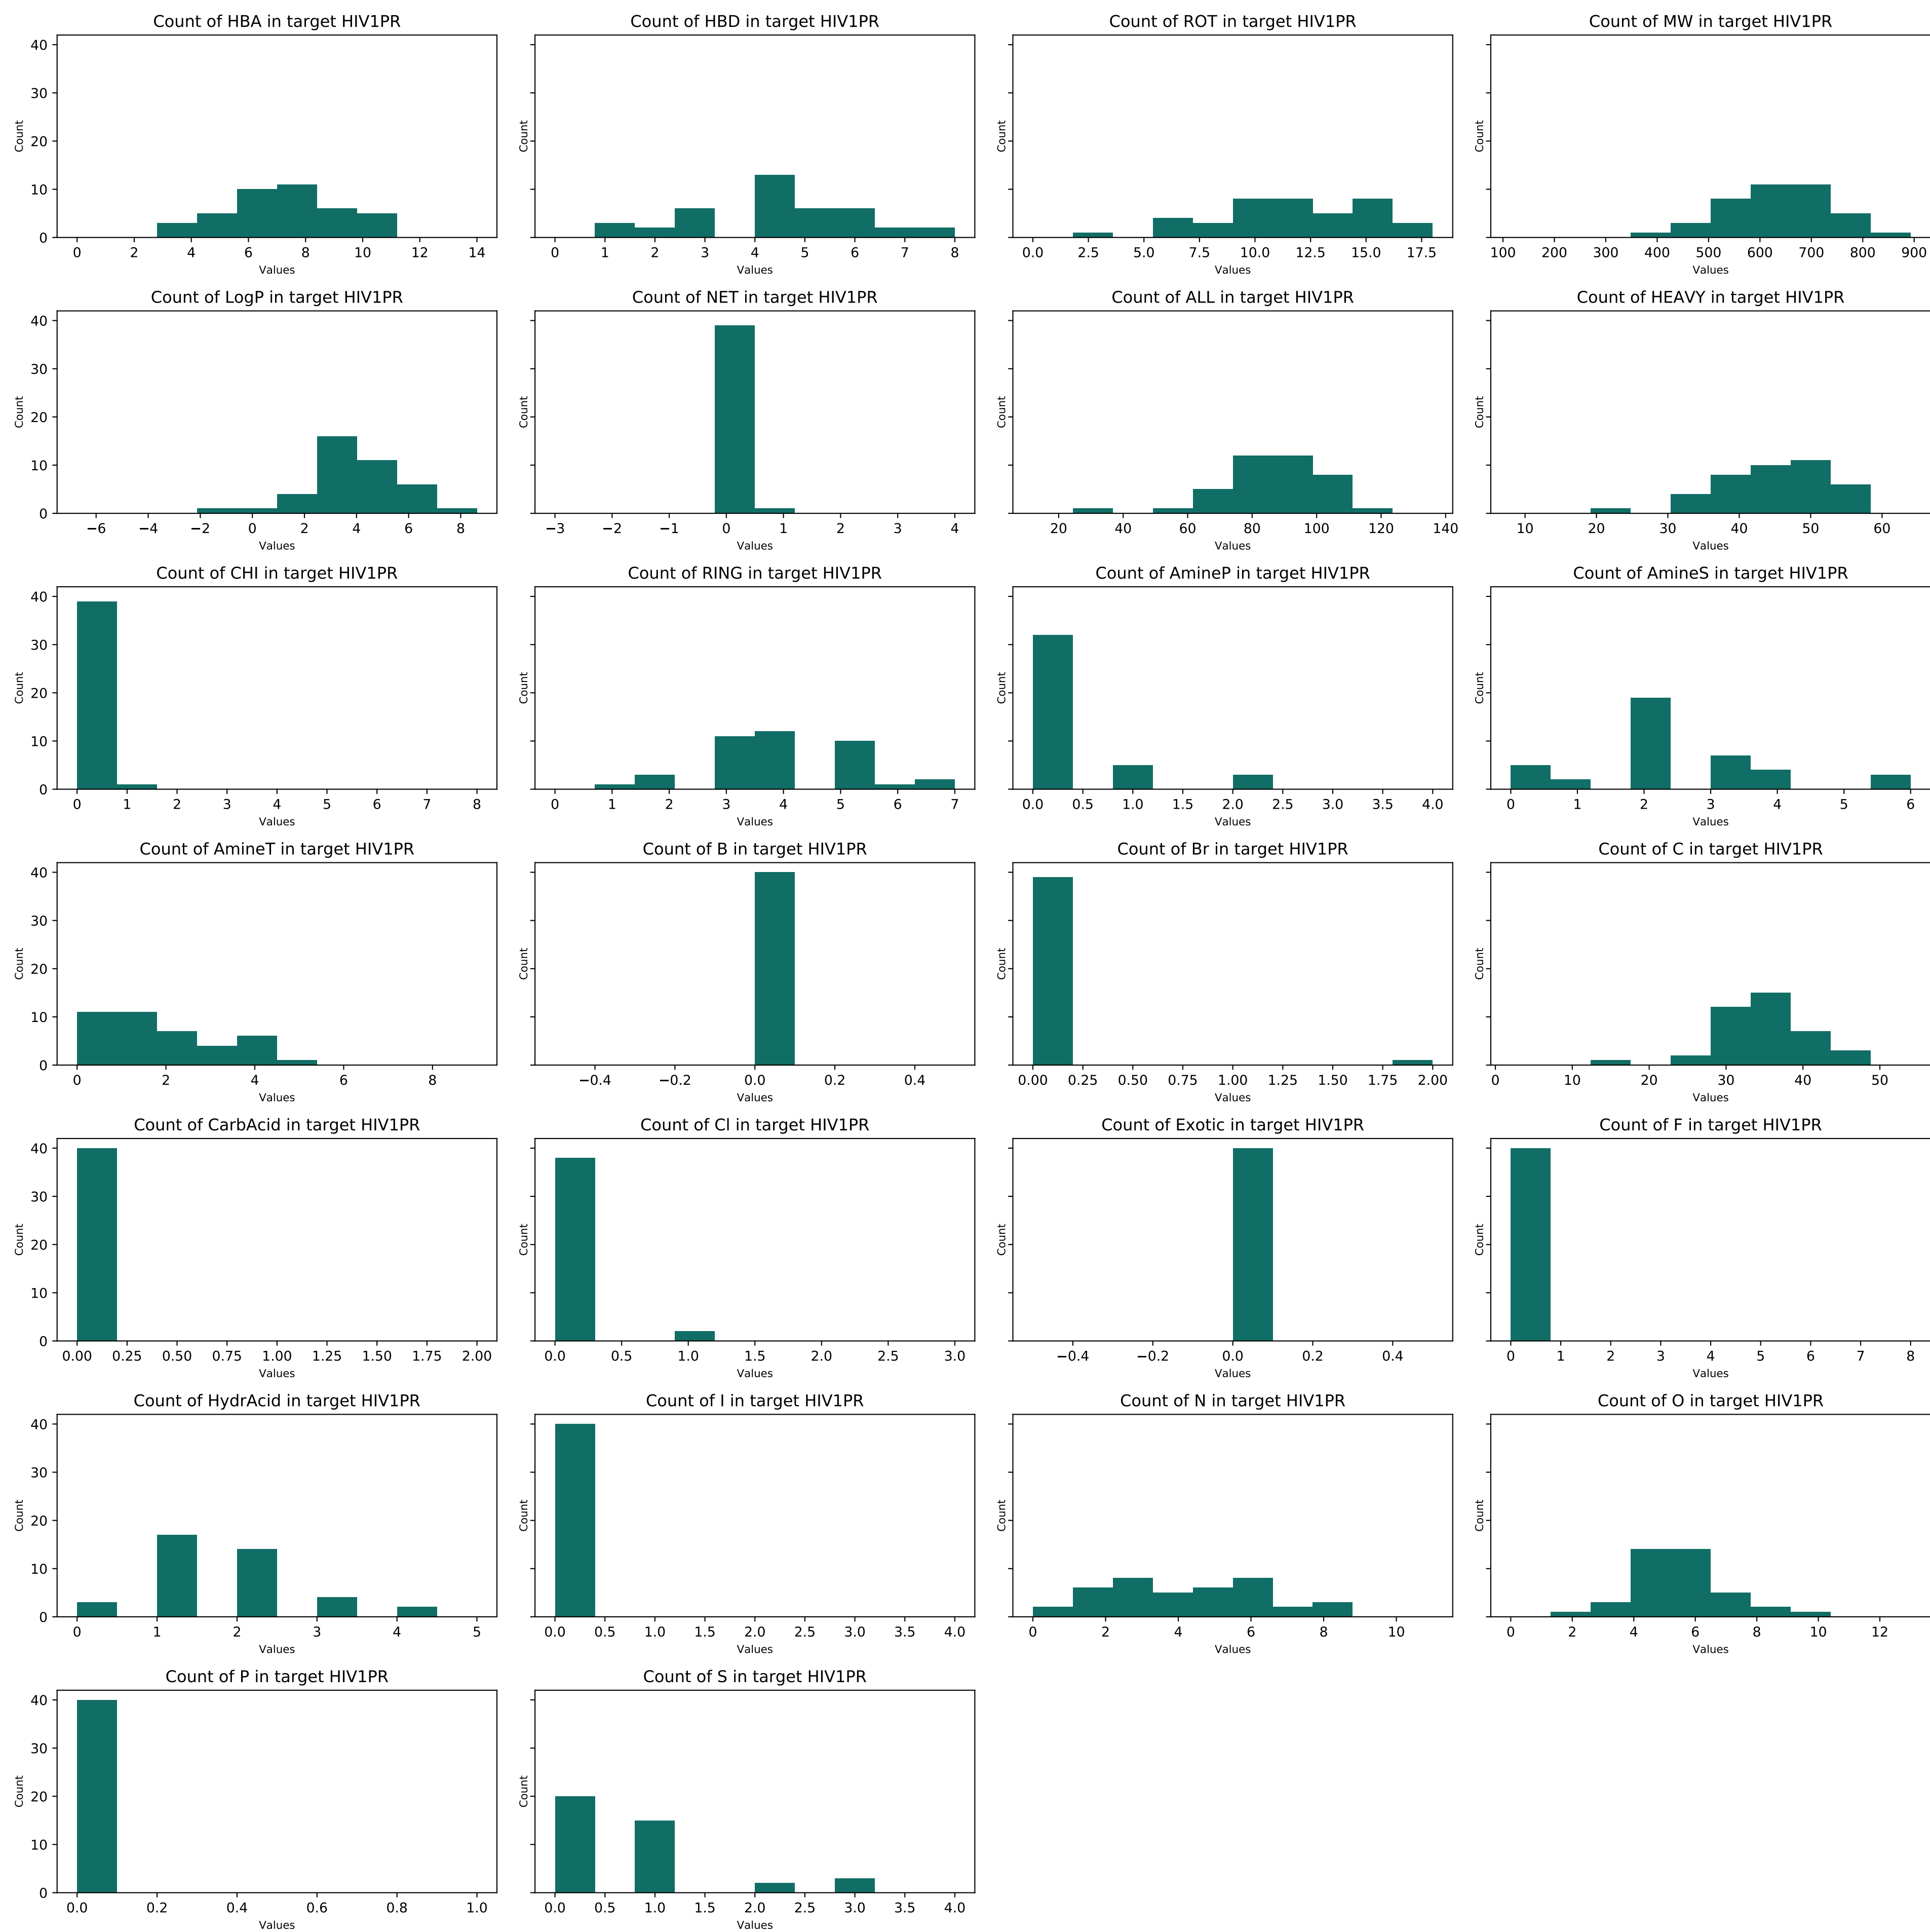 Count of HBA in target HIV1PR Count of HBD in target HIV1PR Count of ROT in target HIV1PR Count of MW in target HIV1PR
40
30
20
10
0
Count Count Count Count
0 2 4 6 8 10 12 14 0 1 2 3 4 5 6 7 8 0.0 2.5 5.0 7.5 10.0 12.5 15.0 17.5 100 200 300 400 500 600 700 800 900
Values Values Values Values
Count of LogP in target HIV1PR Count of NET in target HIV1PR Count of ALL in target HIV1PR Count of HEAVY in target HIV1PR
40
30
20
10
0
Count Count Count Count
−6 −4 −2 0 2 4 6 8 −3 −2 −1 0 1 2 3 4 20 40 60 80 100 120 140 10 20 30 40 50 60
Values Values Values Values
Count of CHI in target HIV1PR Count of RING in target HIV1PR Count of AmineP in target HIV1PR Count of AmineS in target HIV1PR
40
30
20
10
0
Count Count Count Count
0 1 2 3 4 5 6 7 8 0 1 2 3 4 5 6 7 0.0 0.5 1.0 1.5 2.0 2.5 3.0 3.5 4.0 0 1 2 3 4 5 6
Values Values Values Values
Count of AmineT in target HIV1PR Count of B in target HIV1PR Count of Br in target HIV1PR Count of C in target HIV1PR
40
30
20
10
0
Count Count Count Count
0 2 4 6 8 −0.4 −0.2 0.0 0.2 0.4 0.00 0.25 0.50 0.75 1.00 1.25 1.50 1.75 2.00 0 10 20 30 40 50
Values Values Values Values
Count of CarbAcid in target HIV1PR Count of Cl in target HIV1PR Count of Exotic in target HIV1PR Count of F in target HIV1PR
40
30
20
10
0
Count Count Count Count
0.00 0.25 0.50 0.75 1.00 1.25 1.50 1.75 2.00 0.0 0.5 1.0 1.5 2.0 2.5 3.0 −0.4 −0.2 0.0 0.2 0.4 0 1 2 3 4 5 6 7 8
Values Values Values Values
Count of HydrAcid in target HIV1PR Count of I in target HIV1PR Count of N in target HIV1PR Count of O in target HIV1PR
40
30
20
10
0
Count Count Count Count
0 1 2 3 4 5 0.0 0.5 1.0 1.5 2.0 2.5 3.0 3.5 4.0 0 2 4 6 8 10 0 2 4 6 8 10 12
Values Values Values Values
Count of P in target HIV1PR Count of S in target HIV1PR
40
30
20
10
0
Count Count
0.0 0.2 0.4 0.6 0.8 1.0 0.0 0.5 1.0 1.5 2.0 2.5 3.0 3.5 4.0
Values Values